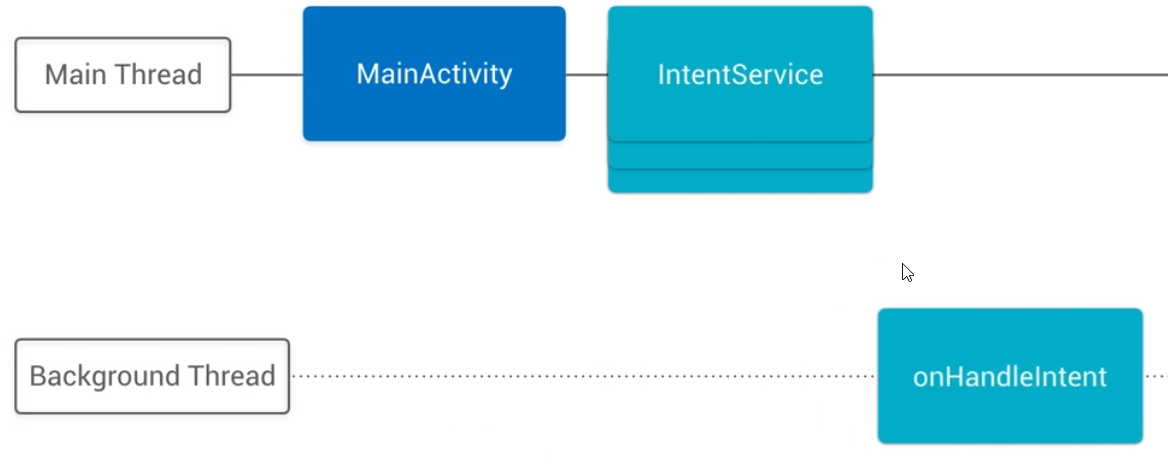 Main Thread
MainActivity
IntentService
Background Thread
onHandleIntent